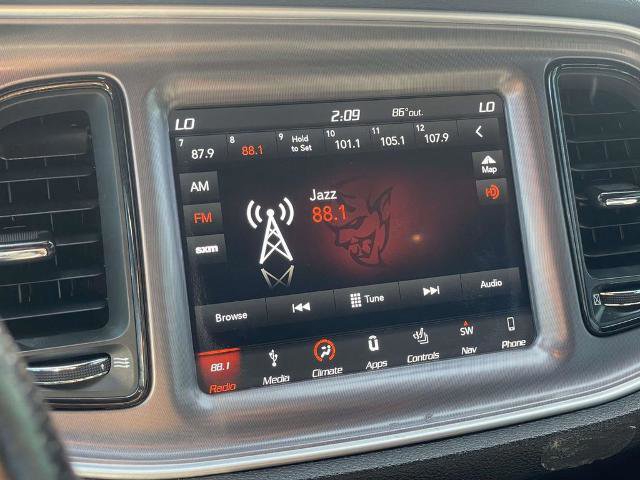 LO 2:09 86°out. LO
7 87.9 8 88.1 9 Hold to Set 10 101.1 11 105.1 12 107.9
AM
Map
FM
Jazz
88.1
sxm
Browse Tune Audio
88.1
Radio Media Climate Apps Controls SW Nav Phone